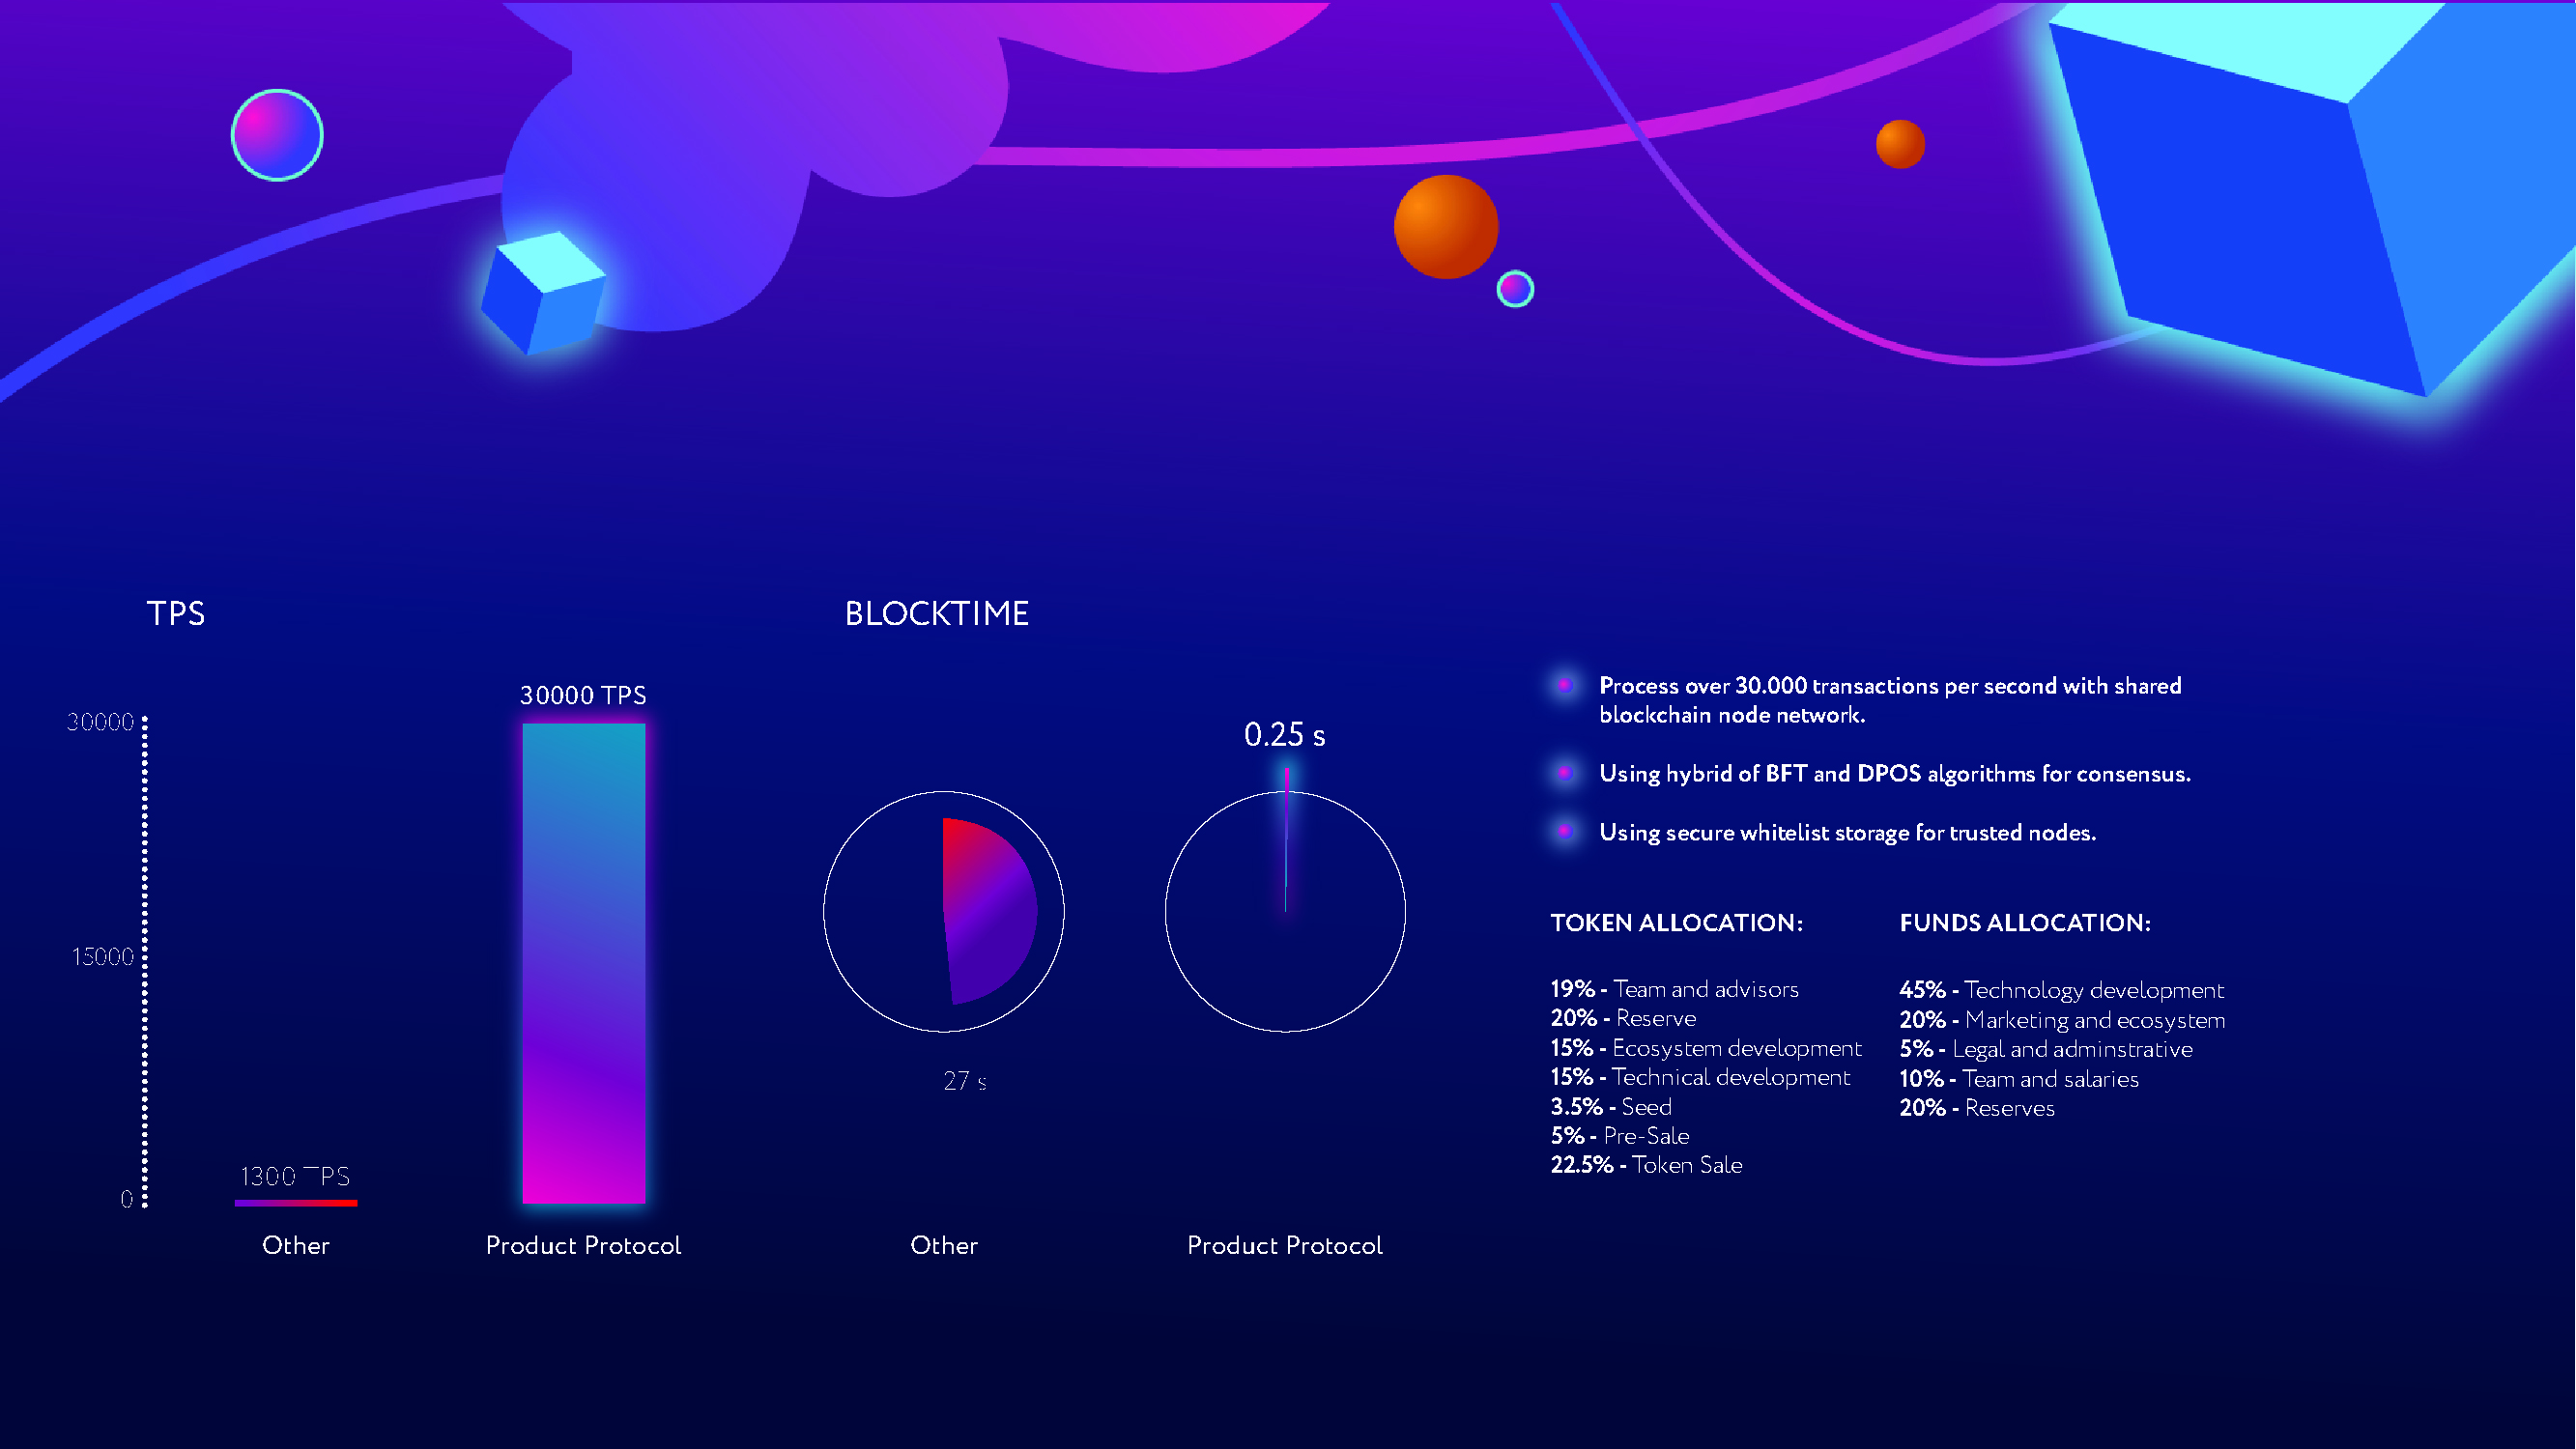 TPS
30000
15000
0
1300 TPS
Other
30000 TPS
Product Protocol
BLOCKTIME
27 s
Other
0.25 s
Product Protocol
Process over 30.000 transactions per second with shared
blockchain node network.
Using hybrid of BFT and DPOS algorithms for consensus.
Using secure whitelist storage for trusted nodes.
TOKEN ALLOCATION:
19% - Team and advisors
20% - Reserve
15% - Ecosystem development
15% - Technical development
3.5% - Seed
5% - Pre-Sale
22.5% - Token Sale
FUNDS ALLOCATION:
45% - Technology development
20% - Marketing and ecosystem
5% - Legal and adminstrative
10% - Team and salaries
20% - Reserves